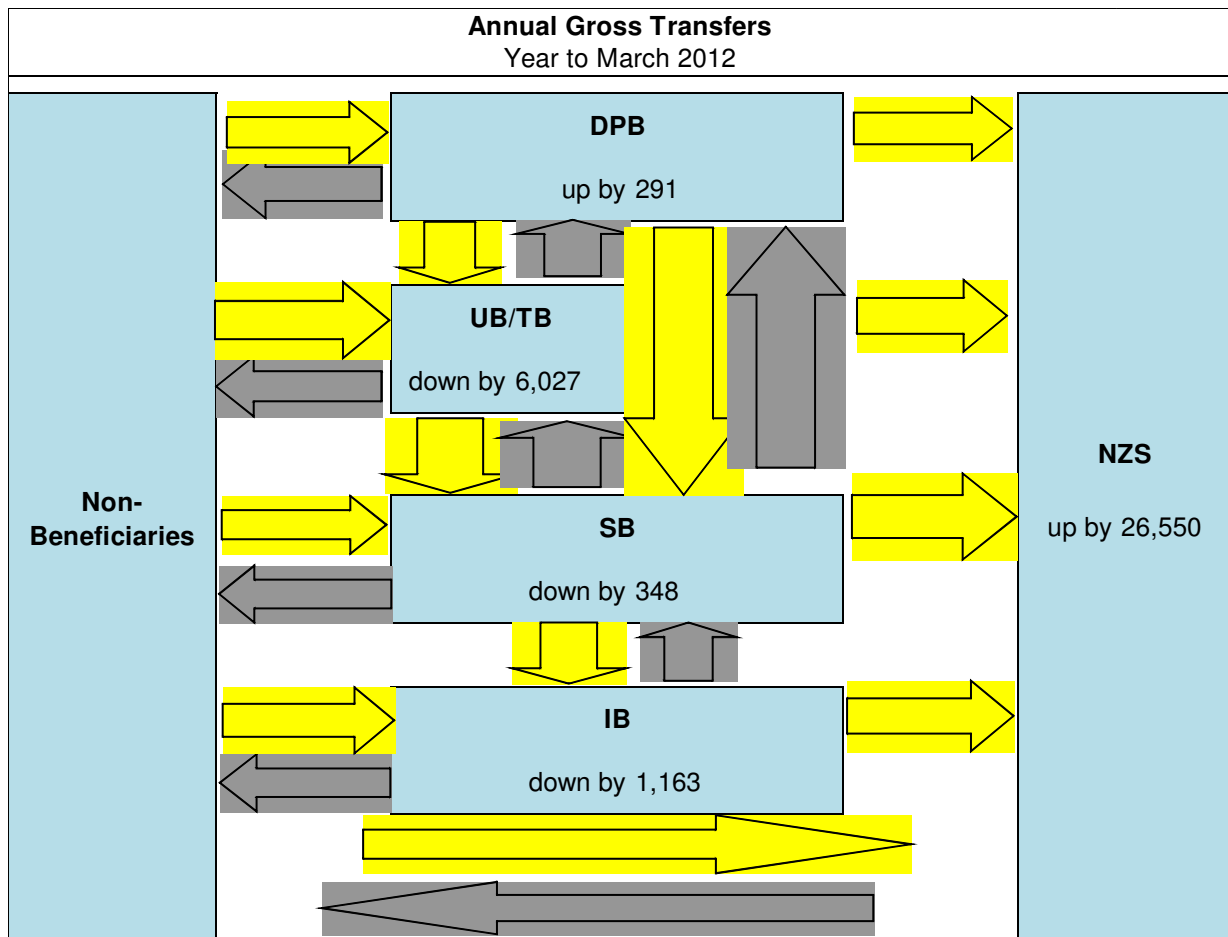 Annual Gross Transfers
Year to March 2012
DPB
up by 291
UB/TB
down by 6,027
Non-
Beneficiaries
SB
down by 348
NZS
up by 26,550
IB
down by 1,163